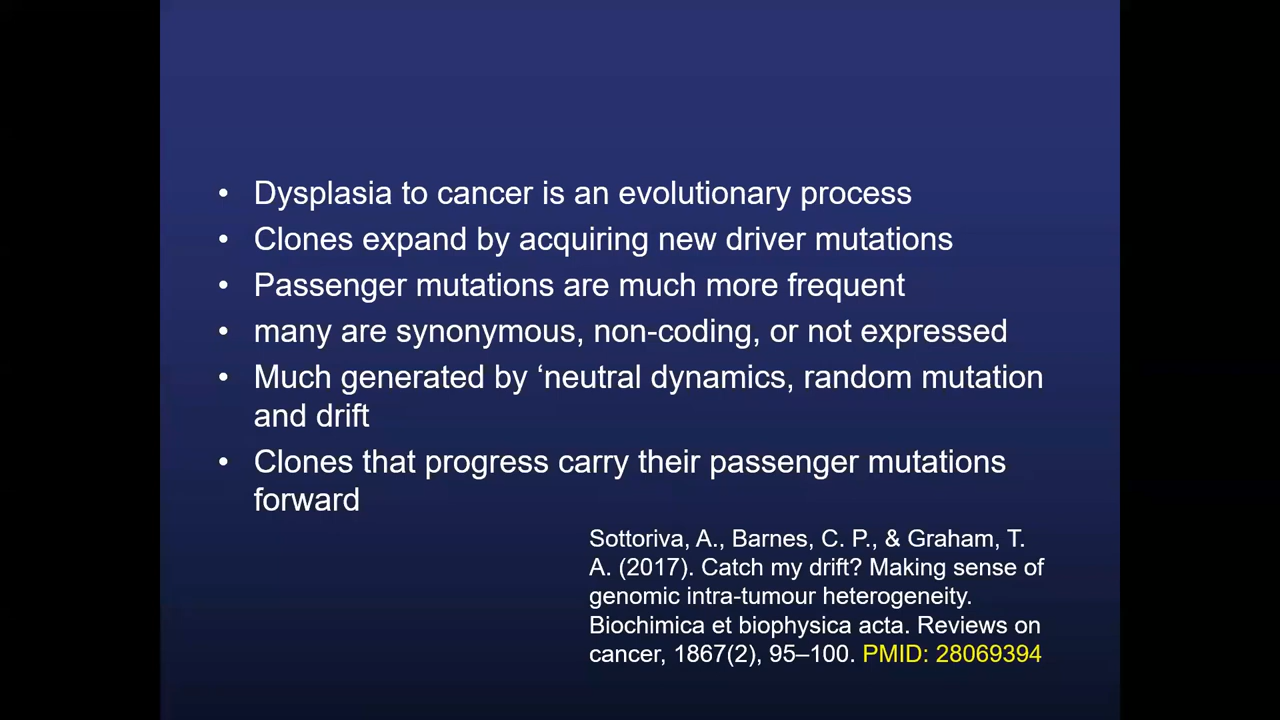 • Dysplasia to cancer is an evolutionary process
• Clones expand by acquiring new driver mutations
• Passenger mutations are much more frequent
• many are synonymous, non-coding, or not expressed
• Much generated by ‘neutral dynamics, random mutation
and drift
• Clones that progress carry their passenger mutations
forward
Sottoriva, A., Barnes, C. P., & Graham, T.
A. (2017). Catch my drift? Making sense of
genomic intra-tumour heterogeneity.
Biochimica et biophysica acta. Reviews on
cancer, 1867(2), 95–100. PMID: 28069394